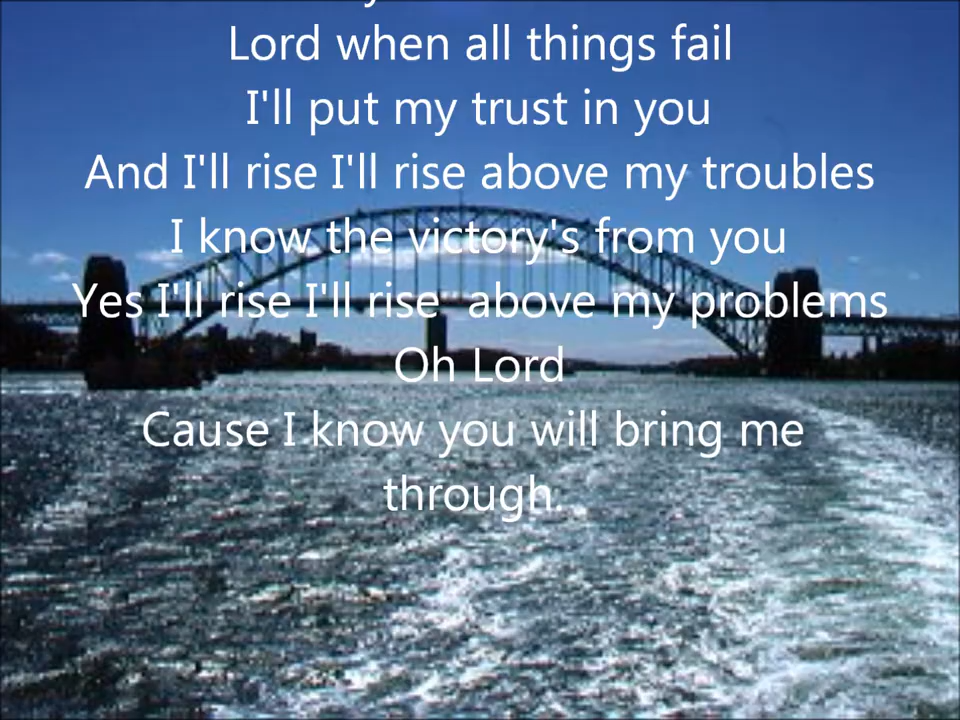 Lord when all things fail
I'll put my trust in you
And I'll rise I'll rise above my troubles
I know the victory's from you
Yes I'll rise I'll rise above my problems
Oh Lord
Cause I know you will bring me
through.